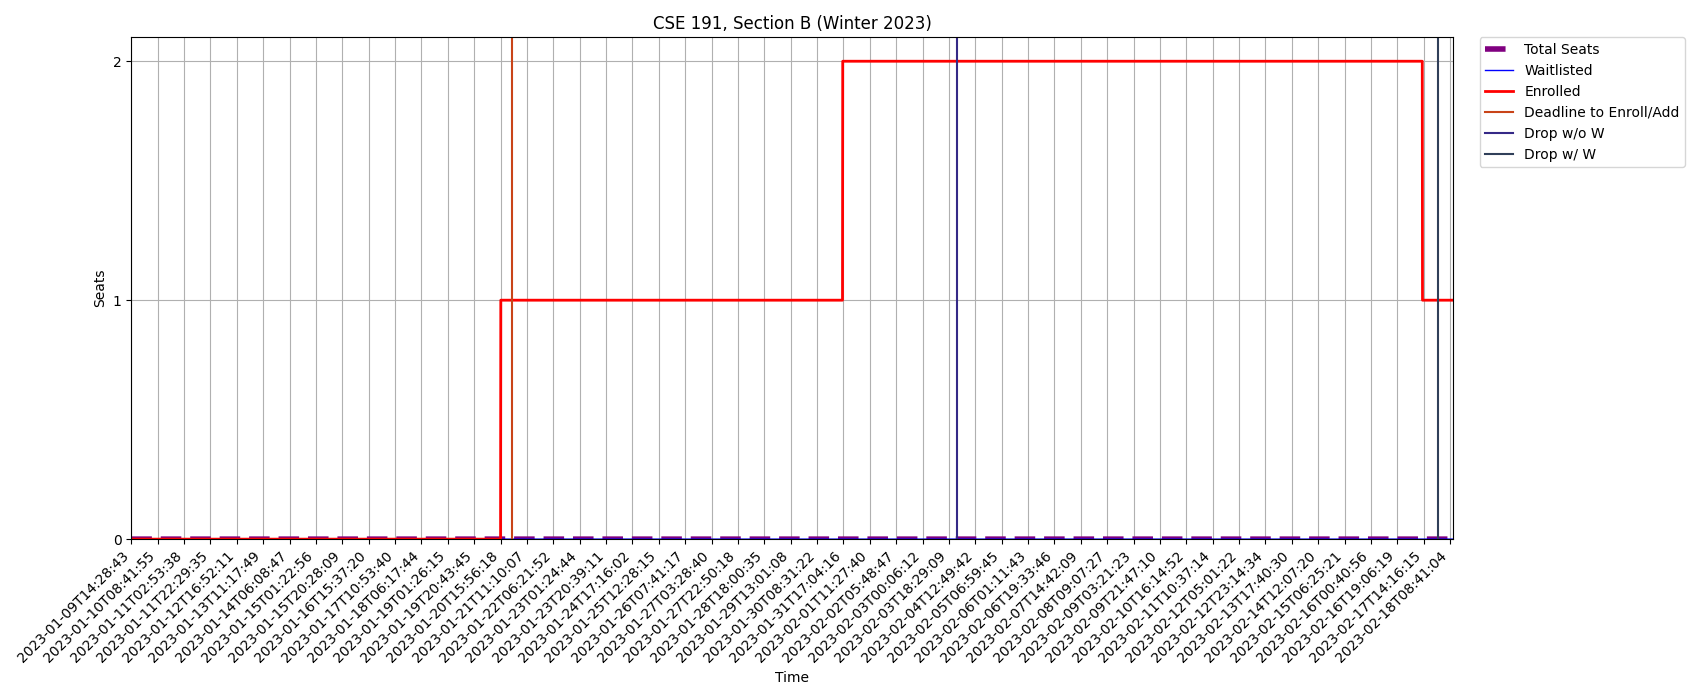 CSE 191, Section B (Winter 2023)
Total Seats
Waitlisted
Enrolled
Deadline to Enroll/Add
Drop w/o W
Drop w/ W
Seats
2
1
0
2023-01-09T14:28:43
2023-01-10T08:41:55
2023-01-11T02:53:38
2023-01-11T22:29:35
2023-01-12T16:52:11
2023-01-13T11:17:49
2023-01-14T06:08:47
2023-01-15T01:22:56
2023-01-15T20:28:09
2023-01-16T15:37:20
2023-01-17T10:53:40
2023-01-18T06:17:44
2023-01-19T01:26:15
2023-01-19T20:43:45
2023-01-20T15:56:18
2023-01-21T11:10:07
2023-01-22T06:21:52
2023-01-23T01:24:44
2023-01-23T20:39:11
2023-01-24T17:16:02
2023-01-25T12:28:15
2023-01-26T07:41:17
2023-01-27T03:28:40
2023-01-27T22:50:18
2023-01-28T18:00:35
2023-01-29T13:01:08
2023-01-30T08:31:22
2023-01-31T17:04:16
2023-02-01T11:27:40
2023-02-02T05:48:47
2023-02-03T00:06:12
2023-02-03T18:29:09
2023-02-04T12:49:42
2023-02-05T06:59:45
2023-02-06T01:11:43
2023-02-06T19:33:46
2023-02-07T14:42:09
2023-02-08T09:07:27
2023-02-09T03:21:23
2023-02-09T21:47:10
2023-02-10T16:14:52
2023-02-11T10:37:14
2023-02-12T05:01:22
2023-02-12T23:14:34
2023-02-13T17:40:30
2023-02-14T12:07:20
2023-02-15T06:25:21
2023-02-16T00:40:56
2023-02-16T19:06:19
2023-02-17T14:16:15
2023-02-18T08:41:04
Time